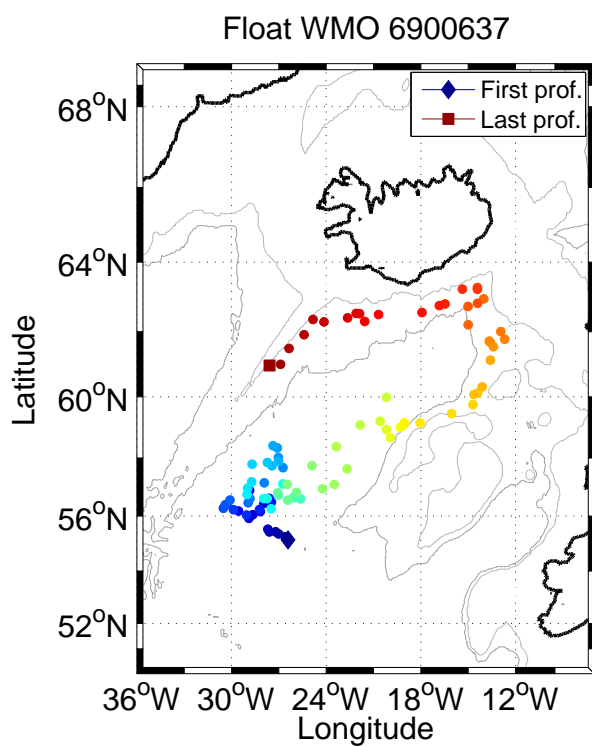 Float WMO 6900637
First prof.
Last prof.
68°N
64°N
60°N
56°N
52°N
Latitude
36°W 30°W 24°W 18°W 12°W
Longitude